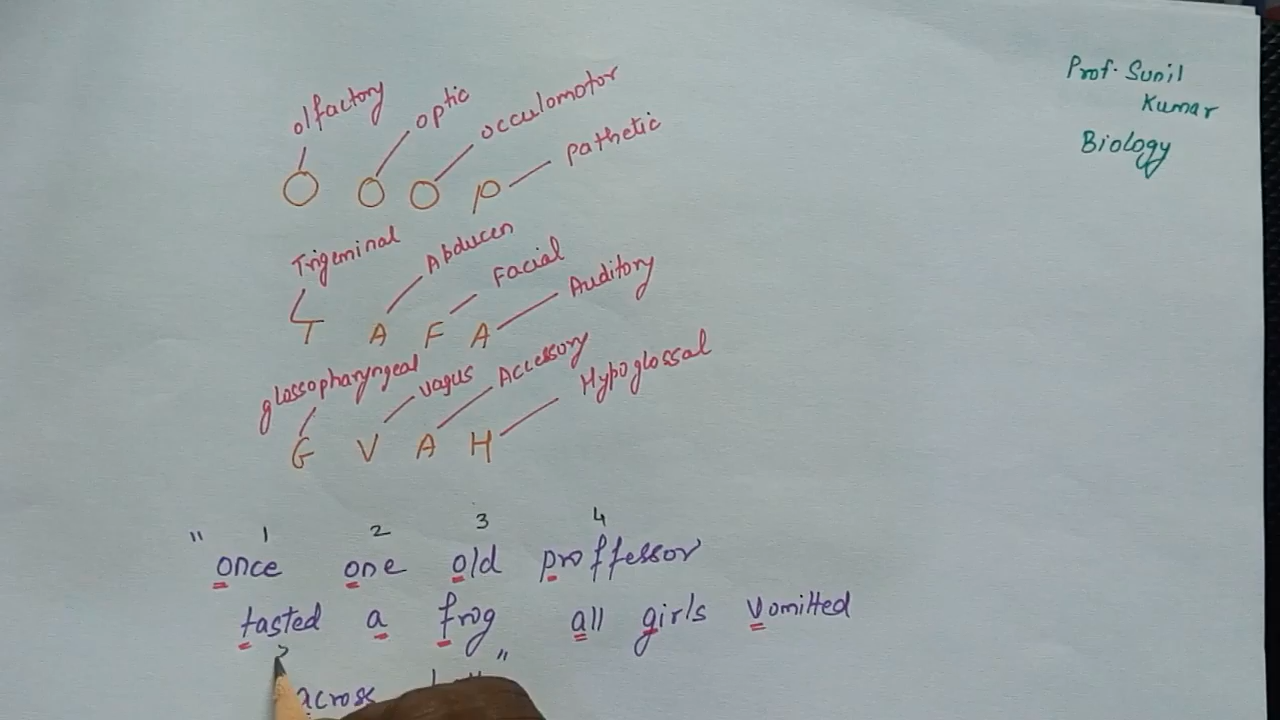 Prof. Sunil
Kumar
Biology
olfactory optic occulomotor pathetic
O O O P
Trigeminal Abducen Facial Auditory
T A F A
glossopharyngeal vagus Accessory Hypoglossal
G V A H
1 2 3 4
" once one old proffessor
tasted a frog " all girls vomitted
across